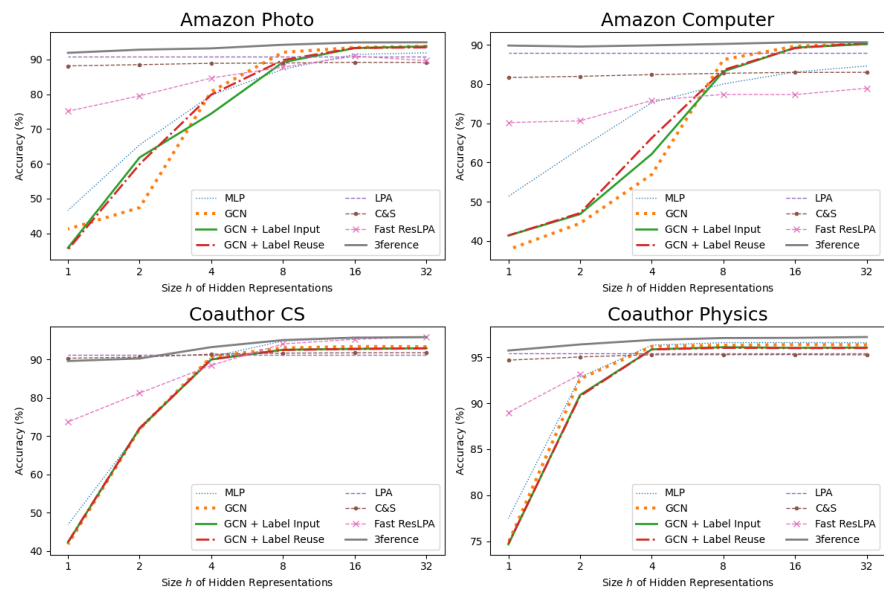 Amazon Photo
Accuracy (%)
90
80
70
60
50
40
MLP
GCN
GCN + Label Input
GCN + Label Reuse
LPA
C&S
Fast ResLPA
3ference
1 2 4 8 16 32
Size h of Hidden Representations
Amazon Computer
Accuracy (%)
90
80
70
60
50
40
MLP
GCN
GCN + Label Input
GCN + Label Reuse
LPA
C&S
Fast ResLPA
3ference
1 2 4 8 16 32
Size h of Hidden Representations
Coauthor CS
Accuracy (%)
90
80
70
60
50
40
MLP
GCN
GCN + Label Input
GCN + Label Reuse
LPA
C&S
Fast ResLPA
3ference
1 2 4 8 16 32
Size h of Hidden Representations
Coauthor Physics
Accuracy (%)
95
90
85
80
75
MLP
GCN
GCN + Label Input
GCN + Label Reuse
LPA
C&S
Fast ResLPA
3ference
1 2 4 8 16 32
Size h of Hidden Representations